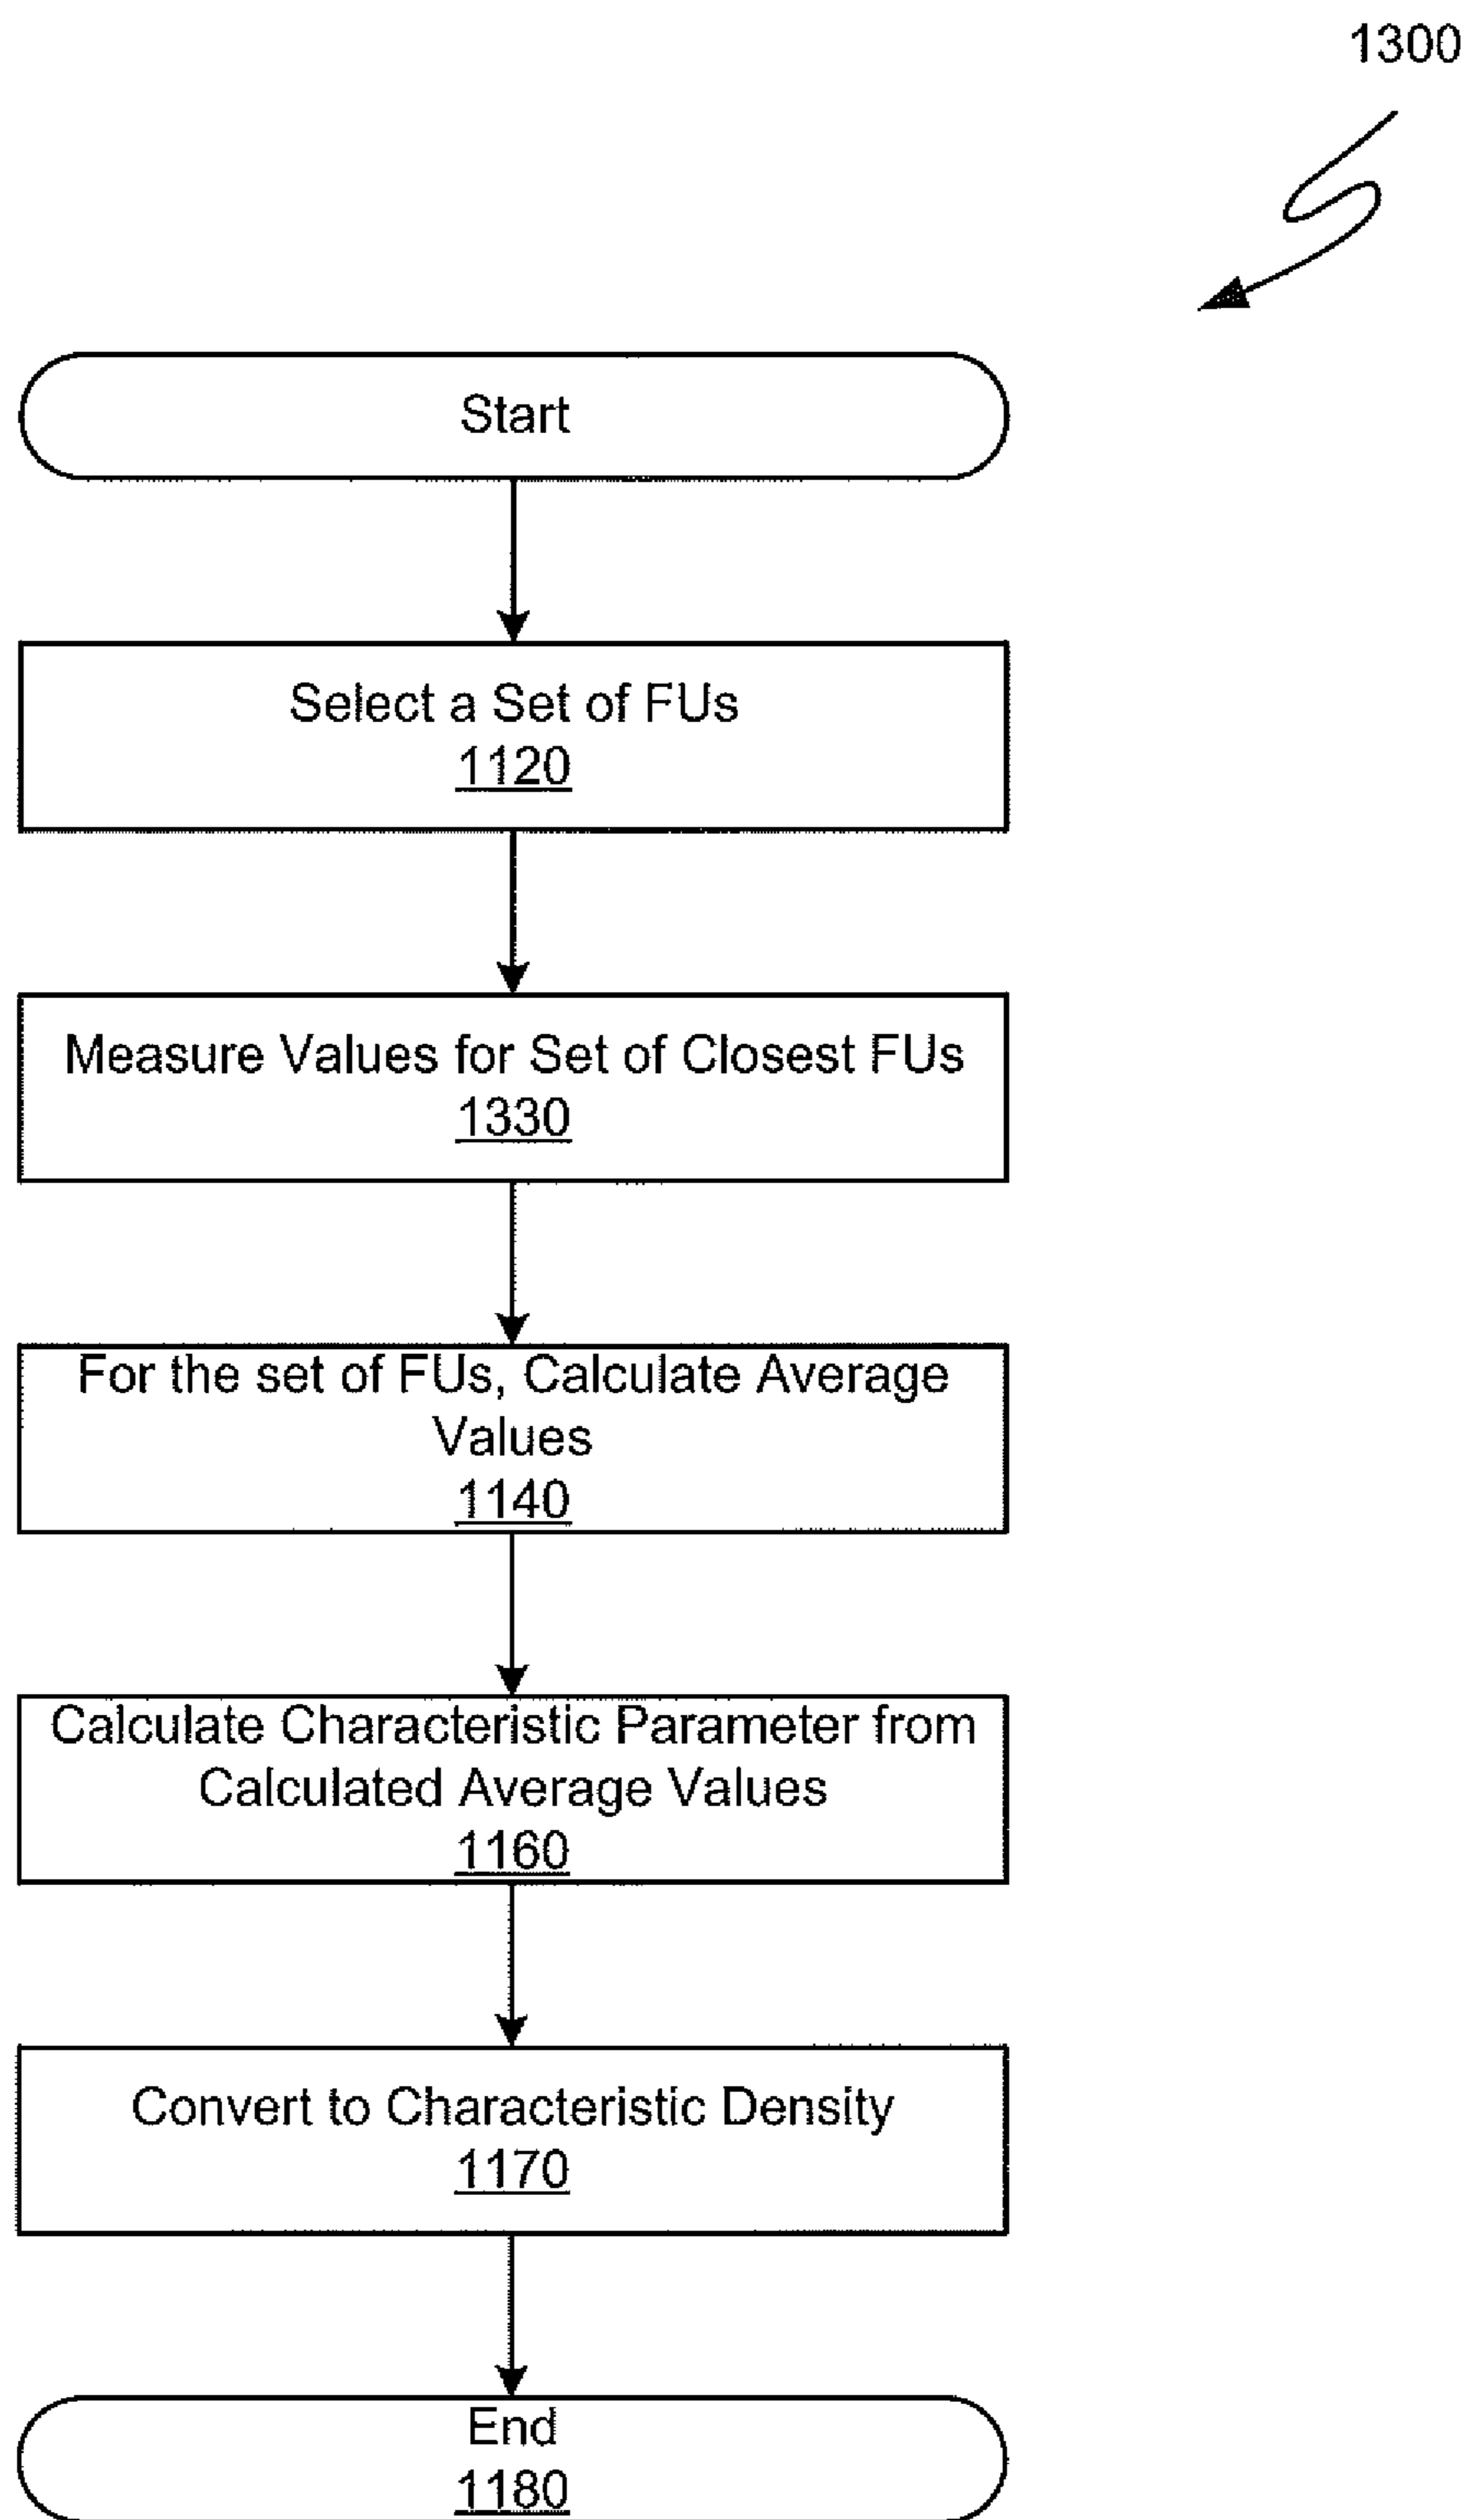 1300
Start
Select a Set of FUs
1120
Measure Values for Set of Closest FUs
1330
For the set of FUs, Calculate Average
Values
1140
Calculate Characteristic Parameter from
Calculated Average Values
1160
Convert to Characteristic Density
1170
End
1180